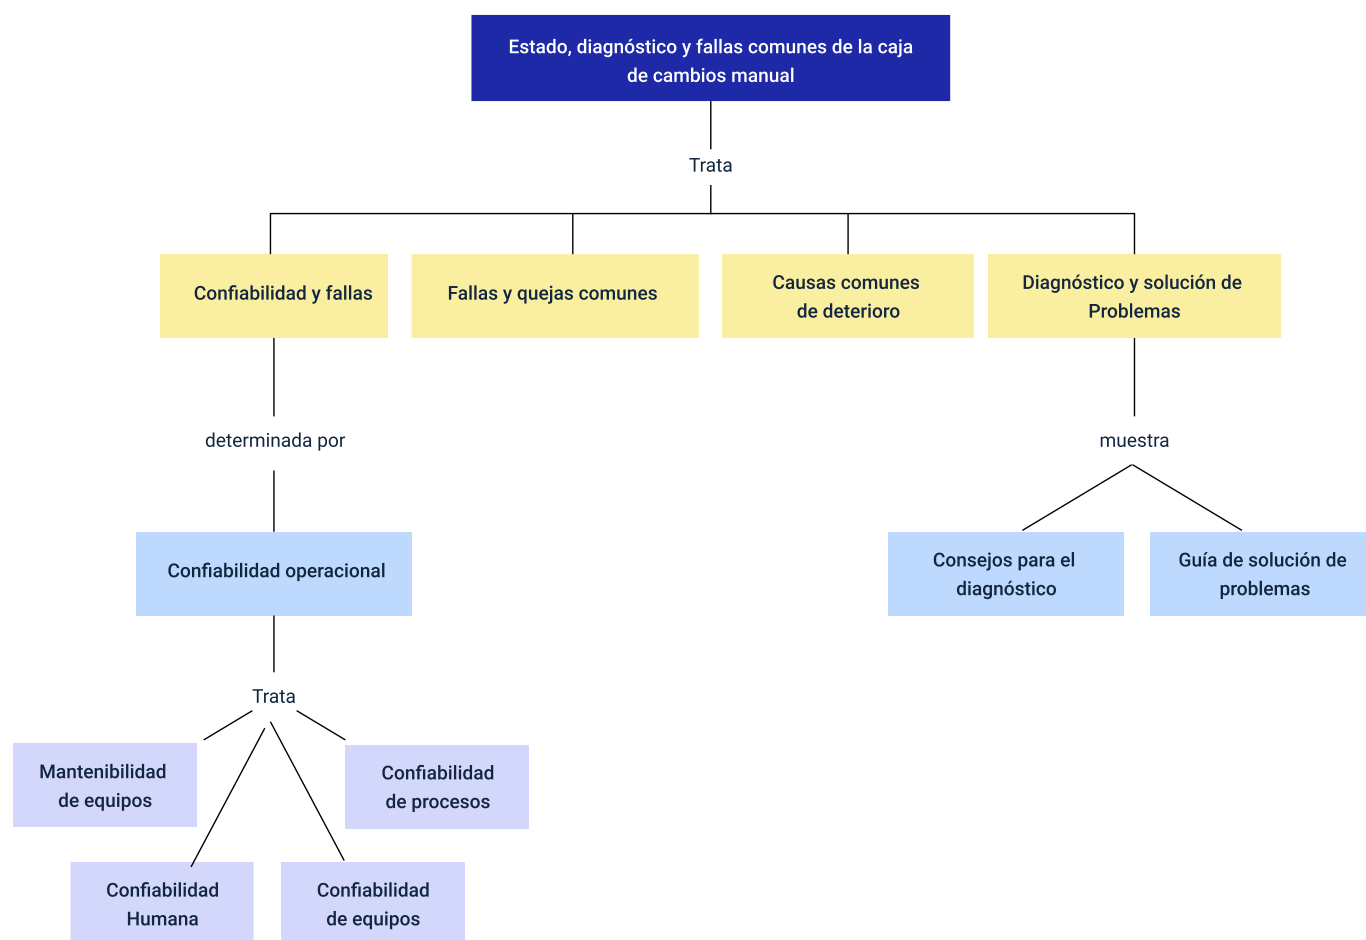 Estado, diagnóstico y fallas comunes de la caja
de cambios manual
Trata
Confiabilidad y fallas
Fallas y quejas comunes
Causas comunes
de deterioro
Diagnóstico y solución de
Problemas
determinada por
muestra
Confiabilidad operacional
Consejos para el
diagnóstico
Guía de solución de
problemas
Trata
Mantenibilidad
de equipos
Confiabilidad
de procesos
Confiabilidad
Humana
Confiabilidad
de equipos